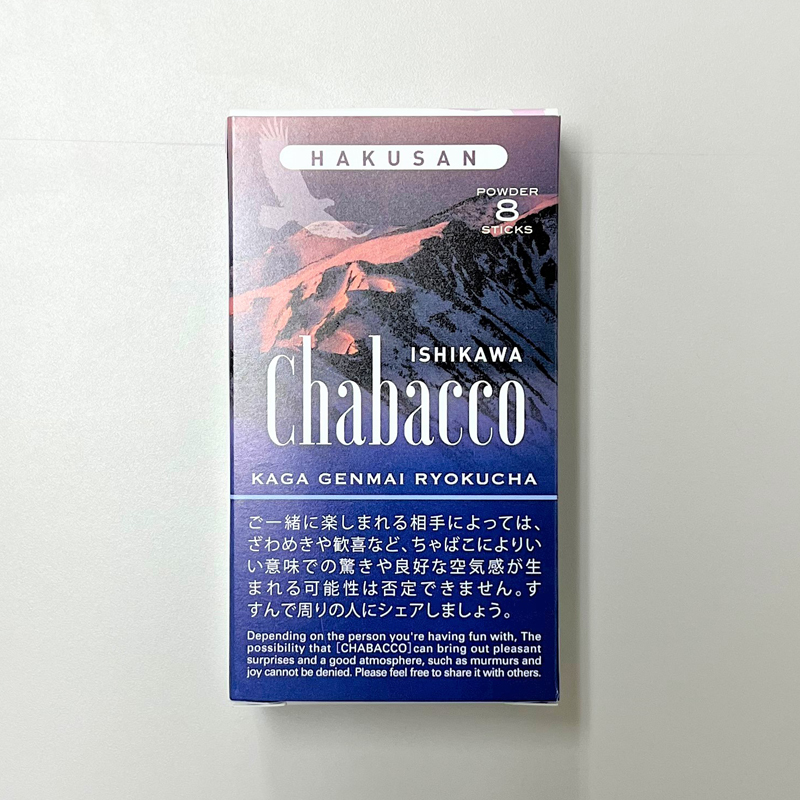 HAKUSAN
POWDER
8
STICKS
ISHIKAWA
Chabacco
KAGA GENMAI RYOKUCHA
ご一緒に楽しまれる相手によっては、
ざわめきや歓喜など、ちゃばこによりい
い意味での驚きや良好な空気感が生
まれる可能性は否定できません。す
すんで周りの人にシェアしましょう。
Depending on the person you're having fun with, The
possibility that [CHABACCO]can bring out pleasant
surprises and a good atmosphere, such as murmurs and
joy cannot be denied. Please feel free to share it with others.